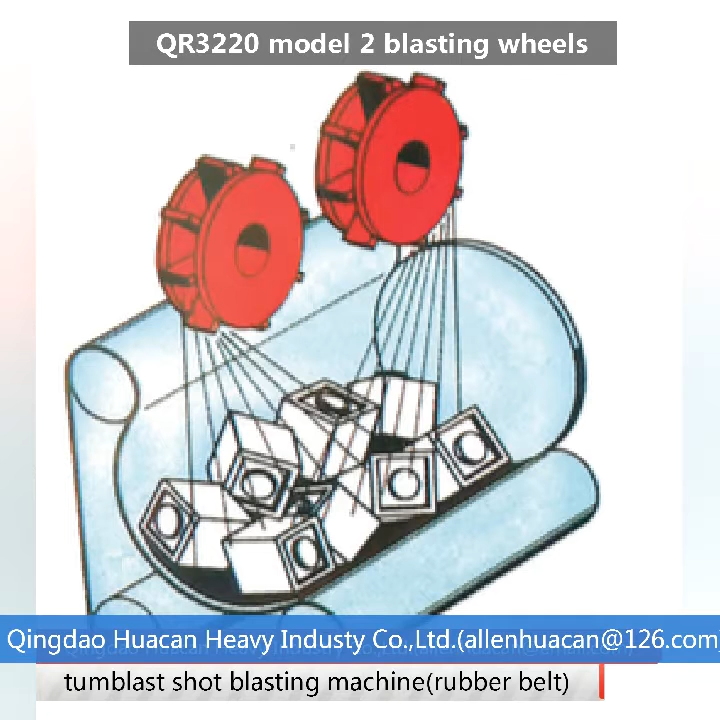 QR3220 model 2 blasting wheels
Qingdao Huacan Heavy Industy Co.,Ltd.(allenhuacan@126.com
tumblast shot blasting machine(rubber belt)